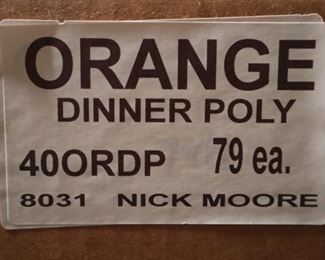 ORANGE
DINNER POLY
40ORDP 79 ea.
8031 NICK MOORE